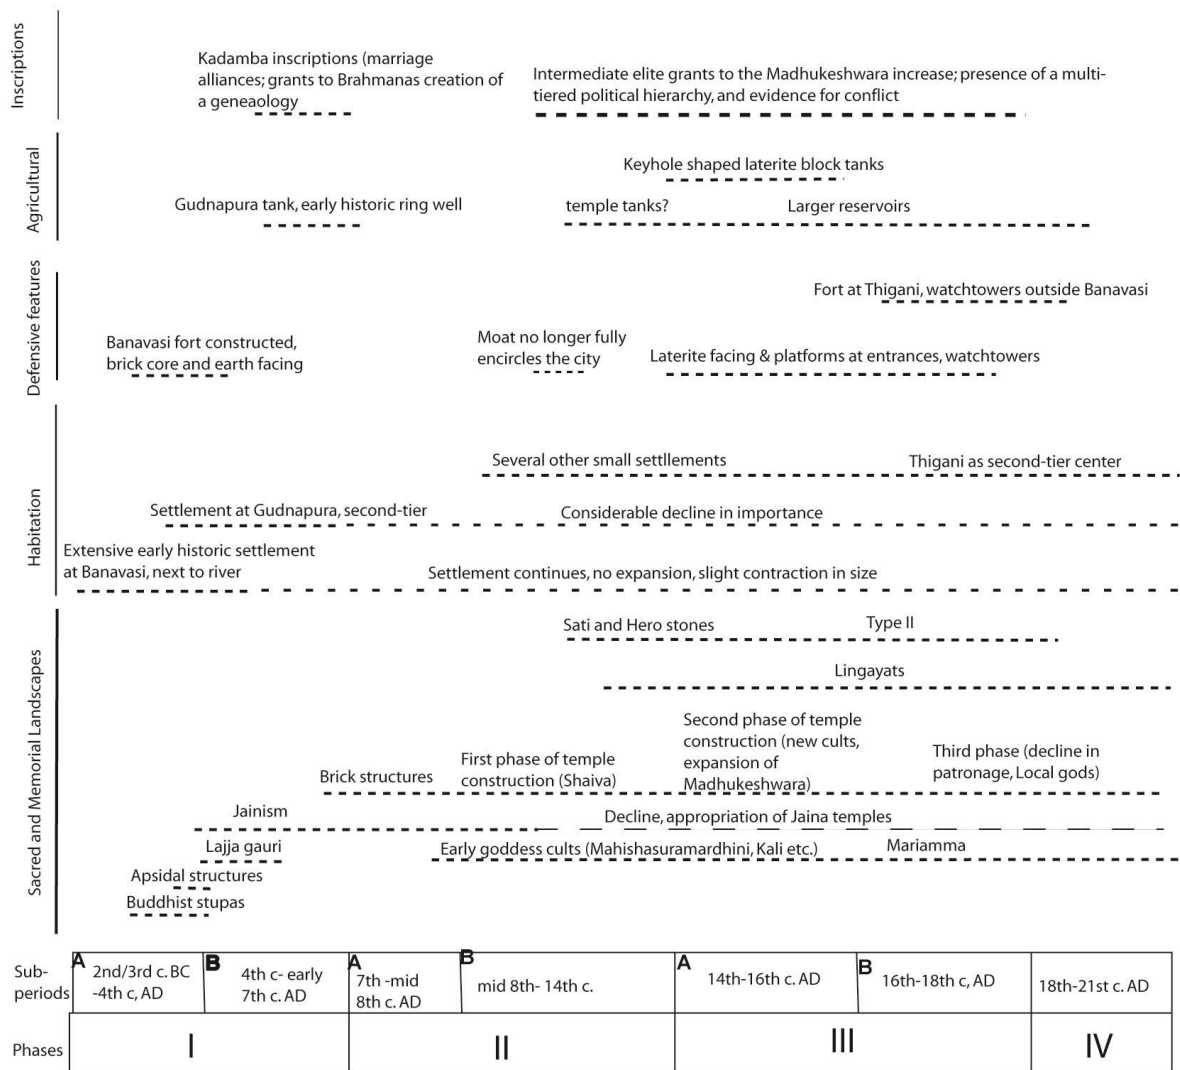 Inscriptions
Kadamba inscriptions (marriage
alliances; grants to Brahmanas creation of
a geneaology
Intermediate elite grants to the Madhukeshwara increase; presence of a multi-
tiered political hierarchy, and evidence for conflict
Agricultural
Keyhole shaped laterite block tanks
Gudnapura tank, early historic ring well
temple tanks?
Larger reservoirs
Defensive features
Fort at Thigani, watchtowers outside Banavasi
Banavasi fort constructed,
brick core and earth facing
Moat no longer fully
encircles the city
Laterite facing & platforms at entrances, watchtowers
Habitation
Several other small settllements
Thigani as second-tier center
Settlement at Gudnapura, second-tier
Considerable decline in importance
Extensive early historic settlement
at Banavasi, next to river
Settlement continues, no expansion, slight contraction in size
Sacred and Memorial Landscapes
Sati and Hero stones
Type II
Lingayats
Brick structures
First phase of temple
construction (Shaiva)
Second phase of temple
construction (new cults,
expansion of
Madhukeshwara)
Third phase (decline in
patronage, Local gods)
Jainism
Decline, appropriation of Jaina temples
Lajja gauri
Early goddess cults (Mahishasuramardhini, Kali etc.)
Mariamma
Apsidal structures
Buddhist stupas
Sub-
periods
A
2nd/3rd c. BC
-4th c, AD
B
4th c- early
7th c. AD
A
7th -mid
8th c. AD
B
mid 8th- 14th c.
A
14th-16th c. AD
B
16th-18th c, AD
18th-21st c. AD
Phases
I
II
III
IV